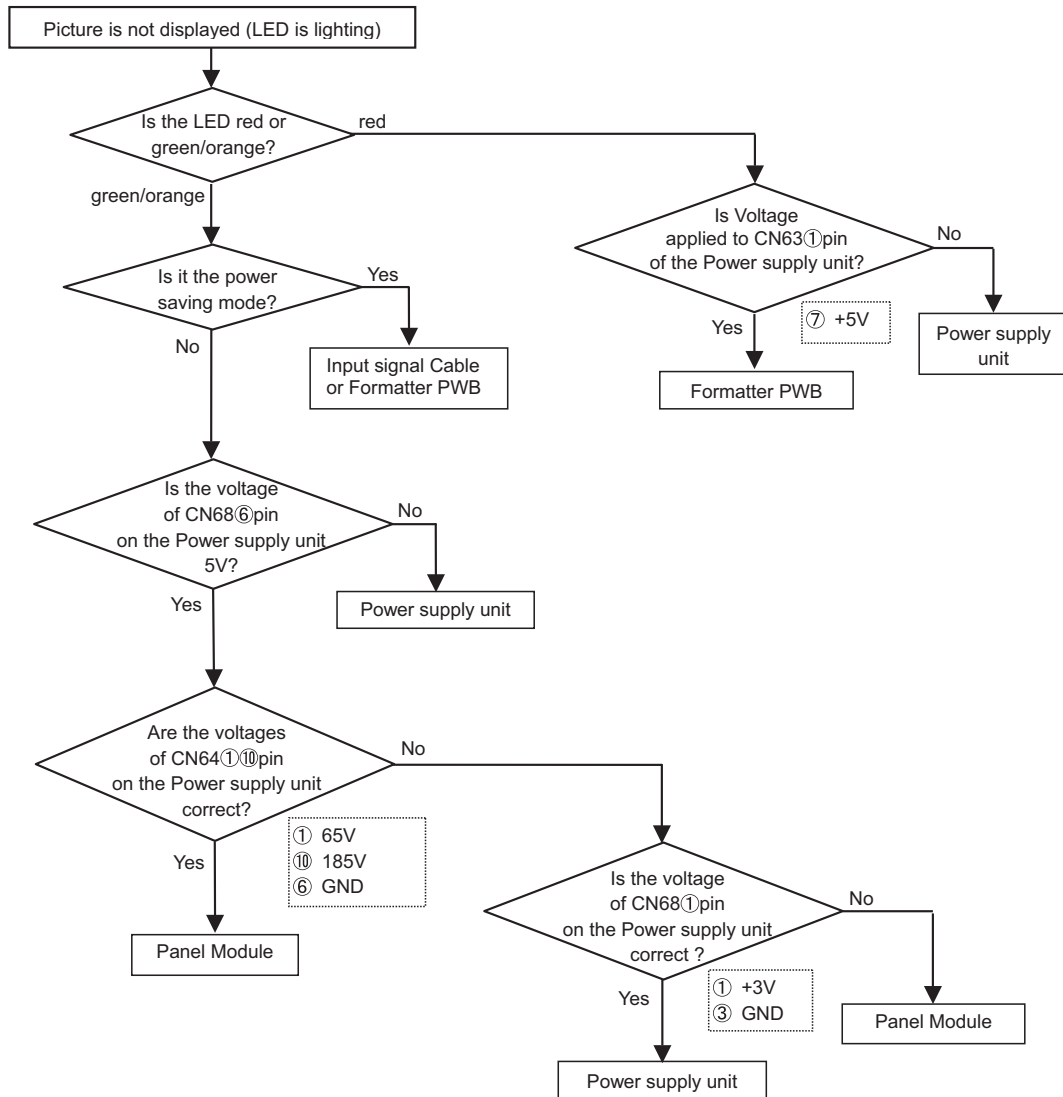 Picture is not displayed (LED is lighting)
Is the LED red or
green/orange?
red
green/orange
Is Voltage
applied to CN63①pin
of the Power supply unit?
No
Is it the power
saving mode?
Yes
Yes
⑦ +5V
Power supply
unit
No
Input signal Cable
or Formatter PWB
Formatter PWB
Is the voltage
of CN68⑥pin
on the Power supply unit
5V?
No
Yes
Power supply unit
Are the voltages
of CN64①⑩pin
on the Power supply unit
correct?
No
① 65V
⑩ 185V
⑥ GND
Yes
Is the voltage
of CN68①pin
on the Power supply unit
correct ?
No
Panel Module
① +3V
③ GND
Yes
Panel Module
Power supply unit